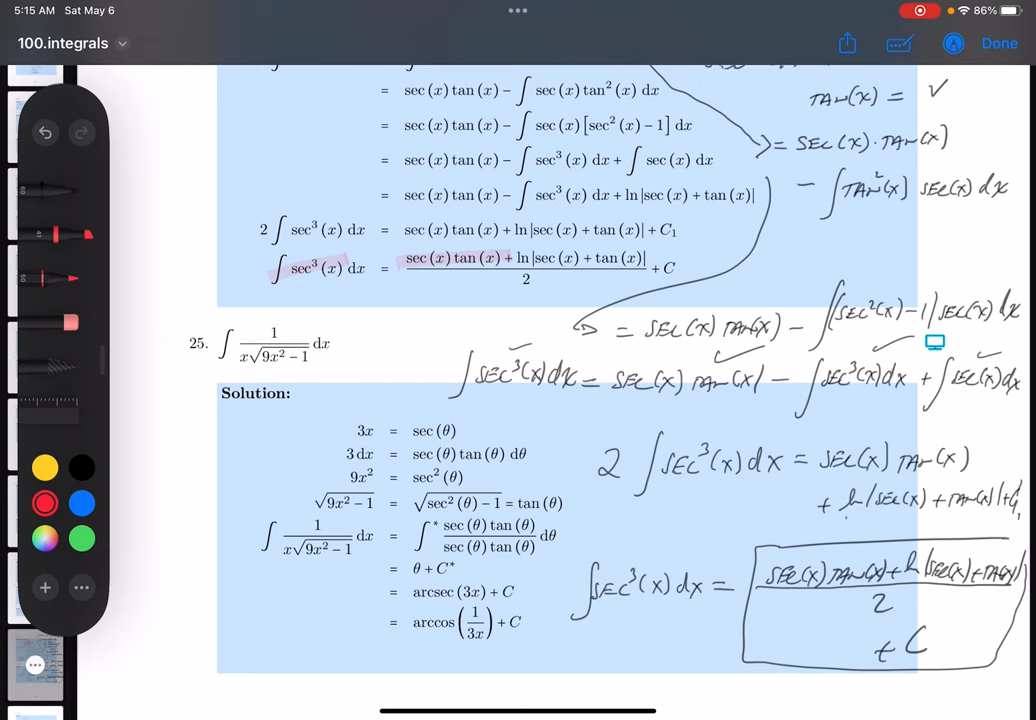 5:15 AM Sat May 6
86%
100.integrals
Done
= sec (x) tan (x) − ∫ sec (x) tan² (x) dx
= sec (x) tan (x) − ∫ sec (x) [sec² (x) − 1] dx
= sec (x) tan (x) − ∫ sec³ (x) dx + ∫ sec (x) dx
= sec (x) tan (x) − ∫ sec³ (x) dx + ln |sec (x) + tan (x)|
2 ∫ sec³ (x) dx = sec (x) tan (x) + ln |sec (x) + tan (x)| + C₁
∫ sec³ (x) dx = sec (x) tan (x) + ln |sec (x) + tan (x)| / 2 + C
TAN(x) = V
= SEC(x) · TAN(x)
− ∫ TAN²(x) SEC(x) dx
= SEC(x) TAN(x) − ∫(SEC²(x) − 1) SEC(x) dx
∫ SEC³(x) dx = SEC(x) TAN(x) − ∫ SEC³(x) dx + ∫ SEC(x) dx
2 ∫ SEC³(x) dx = SEC(x) TAN(x)
+ ln |SEC(x) + TAN(x)| + C₁
∫ SEC³(x) dx = SEC(x) TAN(x) + ln |SEC(x) + TAN(x)|
2
+ C
25. ∫ 1 / x√9x² − 1 dx
Solution:
3x = sec (θ)
3 dx = sec (θ) tan (θ) dθ
9x² = sec² (θ)
√9x² − 1 = √sec² (θ) − 1 = tan (θ)
∫ 1 / x√9x² − 1 dx = ∫* sec (θ) tan (θ) / sec (θ) tan (θ) dθ
= θ + C*
= arcsec (3x) + C
= arccos (1 / 3x) + C